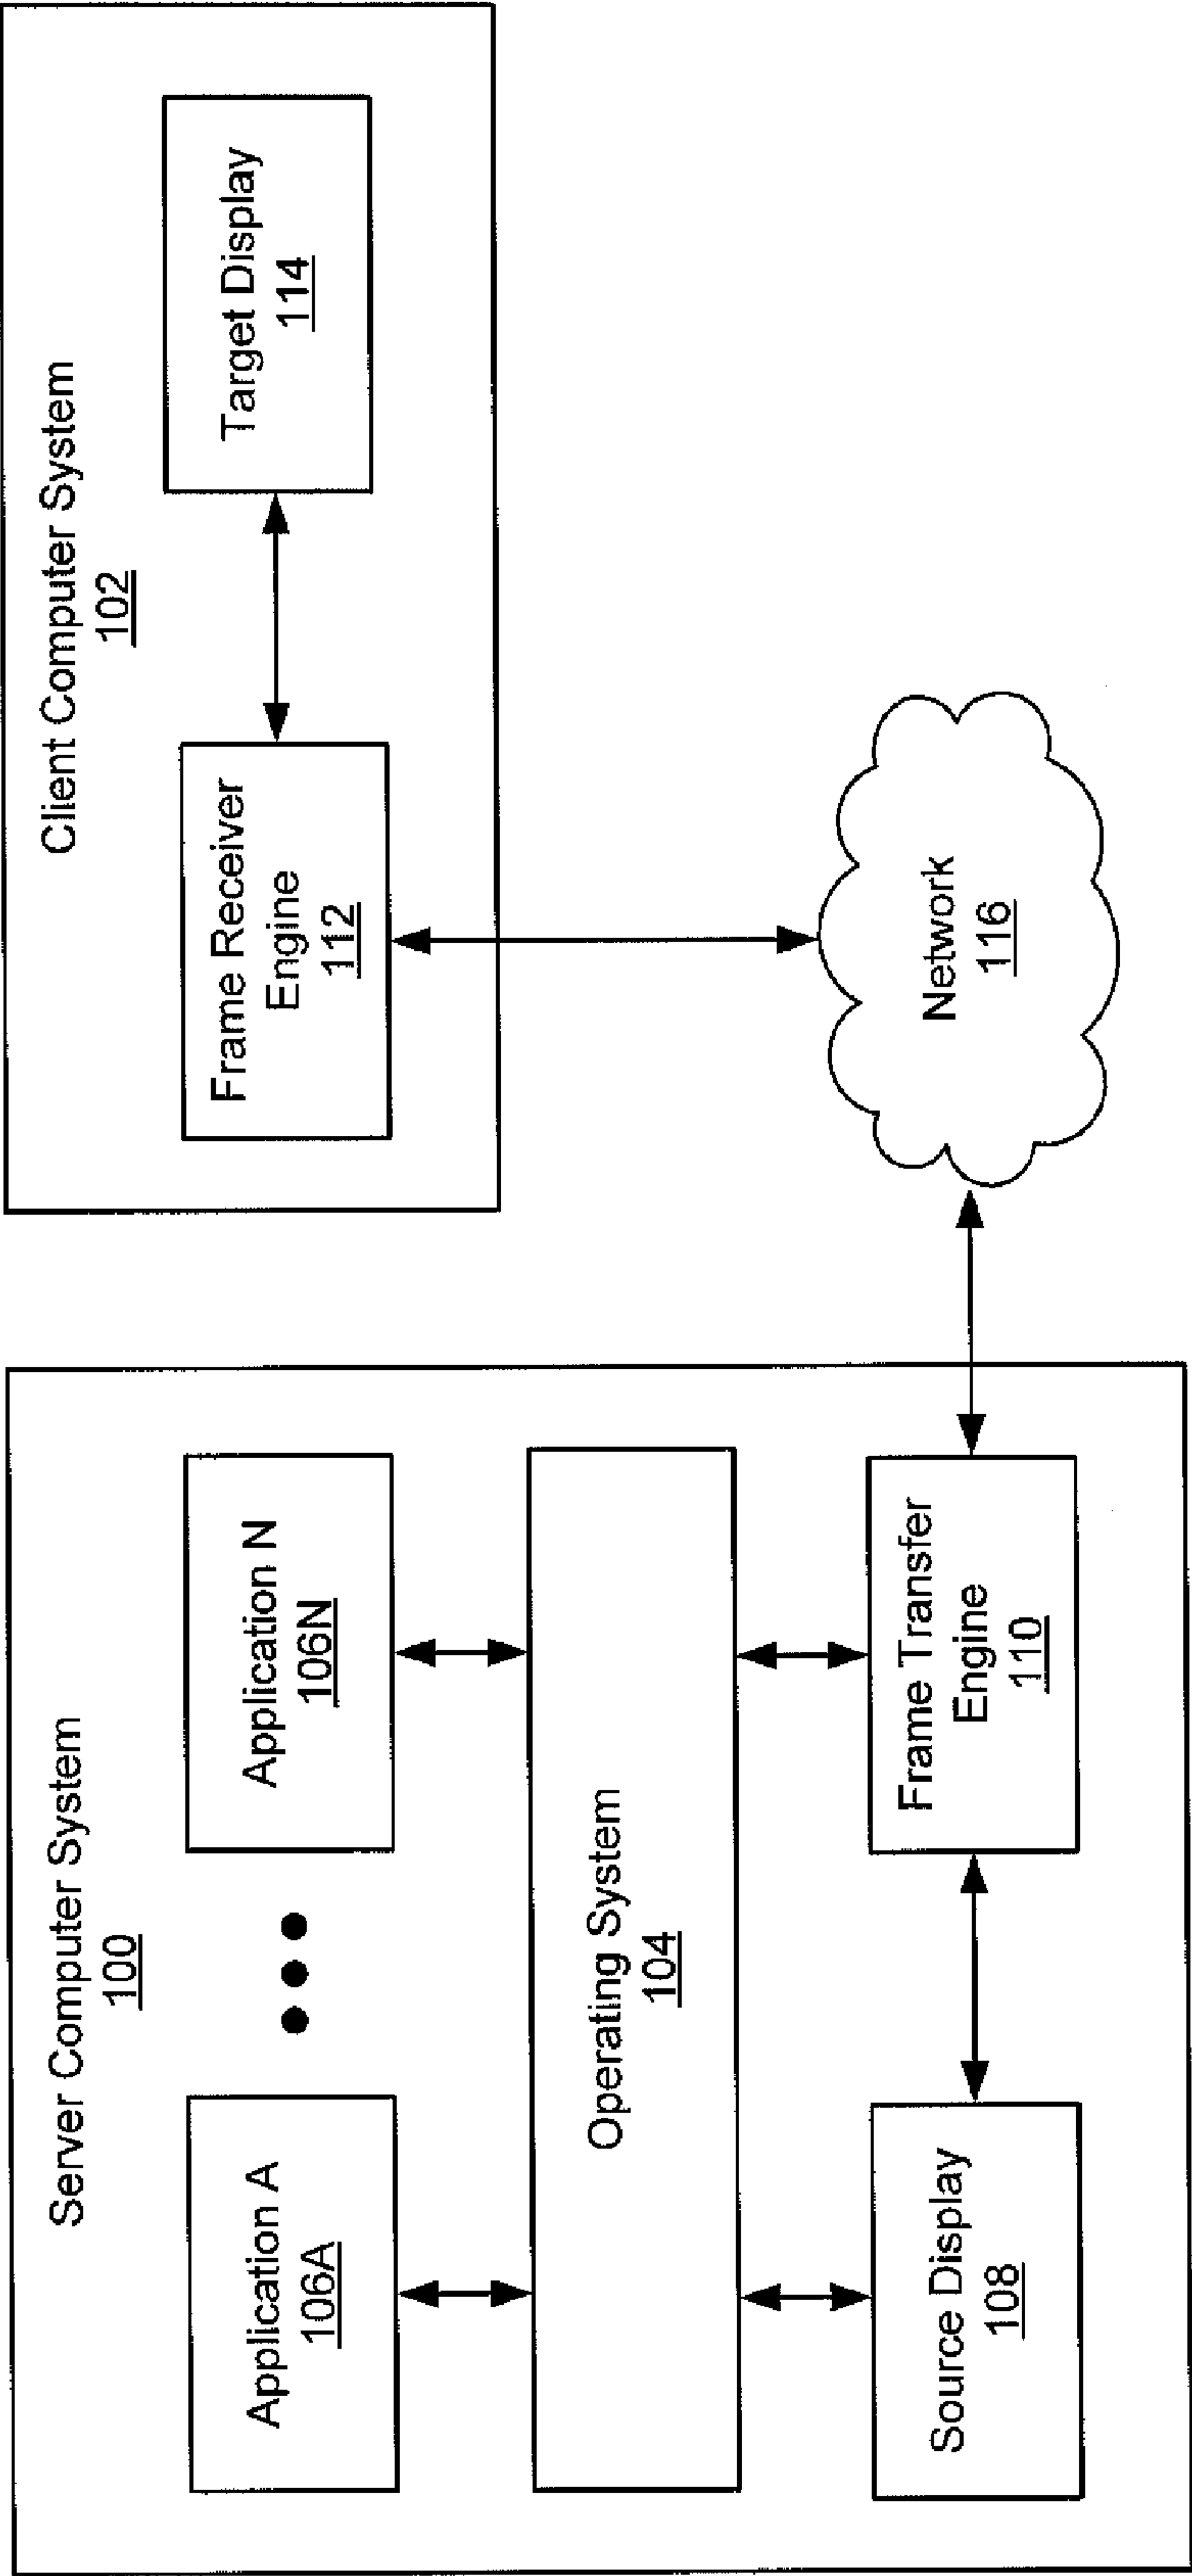 Server Computer System
100
Application A
106A
Application N
106N
Operating System
104
Source Display
108
Frame Transfer
Engine
110
Client Computer System
102
Frame Receiver
Engine
112
Target Display
114
Network
116